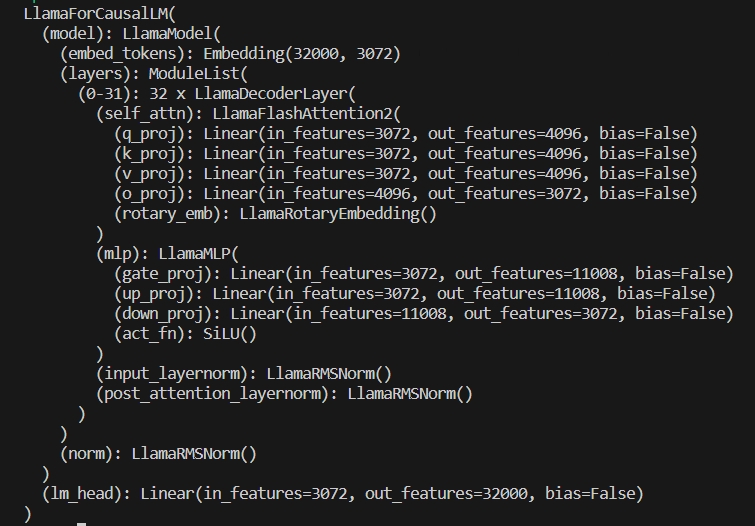 LlamaForCausalLM(
  (model): LlamaModel(
    (embed_tokens): Embedding(32000, 3072)
    (layers): ModuleList(
      (0-31): 32 x LlamaDecoderLayer(
        (self_attn): LlamaFlashAttention2(
          (q_proj): Linear(in_features=3072, out_features=4096, bias=False)
          (k_proj): Linear(in_features=3072, out_features=4096, bias=False)
          (v_proj): Linear(in_features=3072, out_features=4096, bias=False)
          (o_proj): Linear(in_features=4096, out_features=3072, bias=False)
          (rotary_emb): LlamaRotaryEmbedding()
        )
        (mlp): LlamaMLP(
          (gate_proj): Linear(in_features=3072, out_features=11008, bias=False)
          (up_proj): Linear(in_features=3072, out_features=11008, bias=False)
          (down_proj): Linear(in_features=11008, out_features=3072, bias=False)
          (act_fn): SiLU()
        )
        (input_layernorm): LlamaRMSNorm()
        (post_attention_layernorm): LlamaRMSNorm()
      )
    )
    (norm): LlamaRMSNorm()
  )
  (lm_head): Linear(in_features=3072, out_features=32000, bias=False)
)